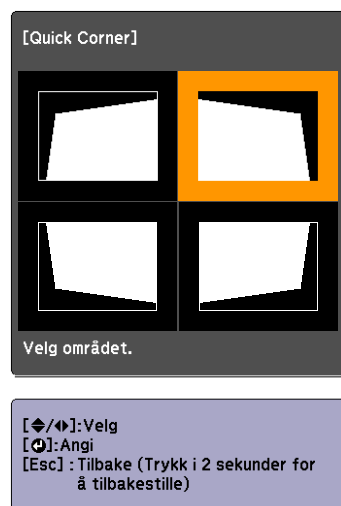 [Quick Corner]
Velg området.
[◆/◆]:Velg
[↵]:Angi
[Esc] : Tilbake (Trykk i 2 sekunder for
å tilbakestille)